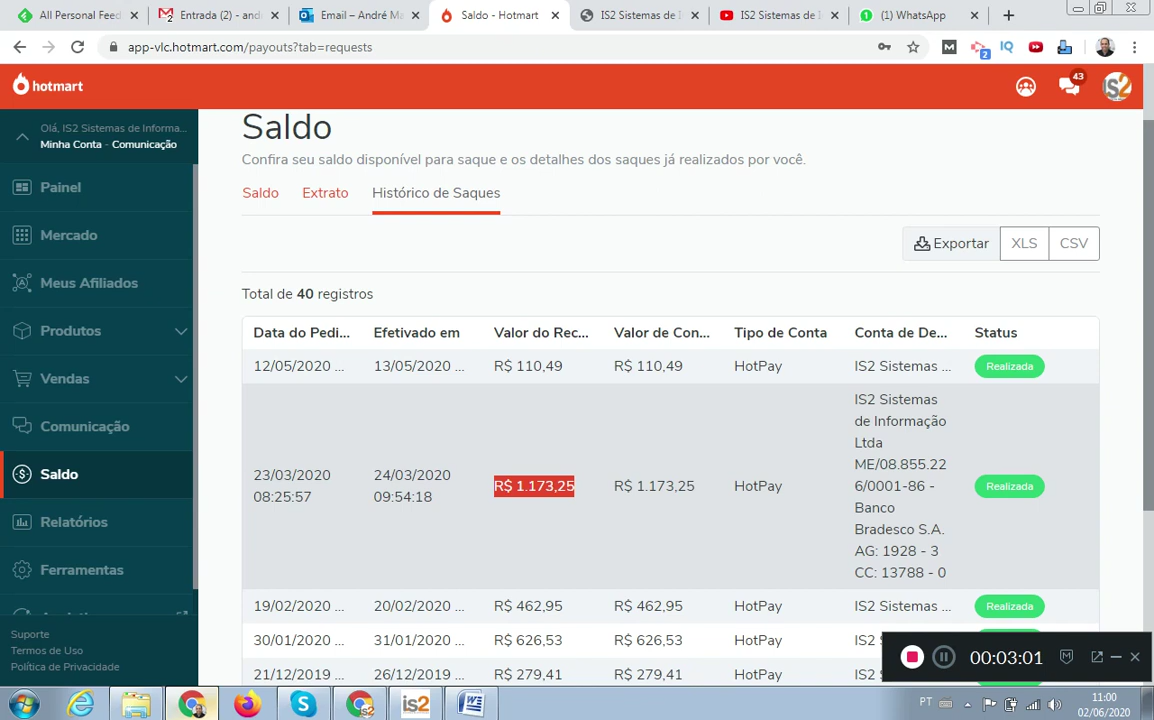 All Personal Feed
Entrada (2) - and
Email – André Ma
Saldo - Hotmart
IS2 Sistemas de In
IS2 Sistemas de In
(1) WhatsApp
app-vlc.hotmart.com/payouts?tab=requests
hotmart
43
Olá, IS2 Sistemas de Informa...
Minha Conta - Comunicação
Painel
Mercado
Meus Afiliados
Produtos
Vendas
Comunicação
Saldo
Relatórios
Ferramentas
Suporte
Termos de Uso
Política de Privacidade
Saldo
Confira seu saldo disponível para saque e os detalhes dos saques já realizados por você.
Saldo Extrato Histórico de Saques
Exportar XLS CSV
Total de 40 registros
Data do Pedi... Efetivado em Valor do Rec... Valor de Con... Tipo de Conta Conta de De... Status
12/05/2020 ... 13/05/2020 ... R$ 110,49 R$ 110,49 HotPay IS2 Sistemas ... Realizada
23/03/2020
08:25:57
24/03/2020
09:54:18
R$ 1.173,25
R$ 1.173,25
HotPay
IS2 Sistemas
de Informação
Ltda
ME/08.855.22
6/0001-86 -
Banco
Bradesco S.A.
AG: 1928 - 3
CC: 13788 - 0
Realizada
19/02/2020 ... 20/02/2020 ... R$ 462,95 R$ 462,95 HotPay IS2 Sistemas ... Realizada
30/01/2020 ... 31/01/2020 ... R$ 626,53 R$ 626,53 HotPay IS2
21/12/2019 ... 26/12/2019 ... R$ 279,41 R$ 279,41 HotPay IS2
00:03:01
PT
11:00
02/06/2020